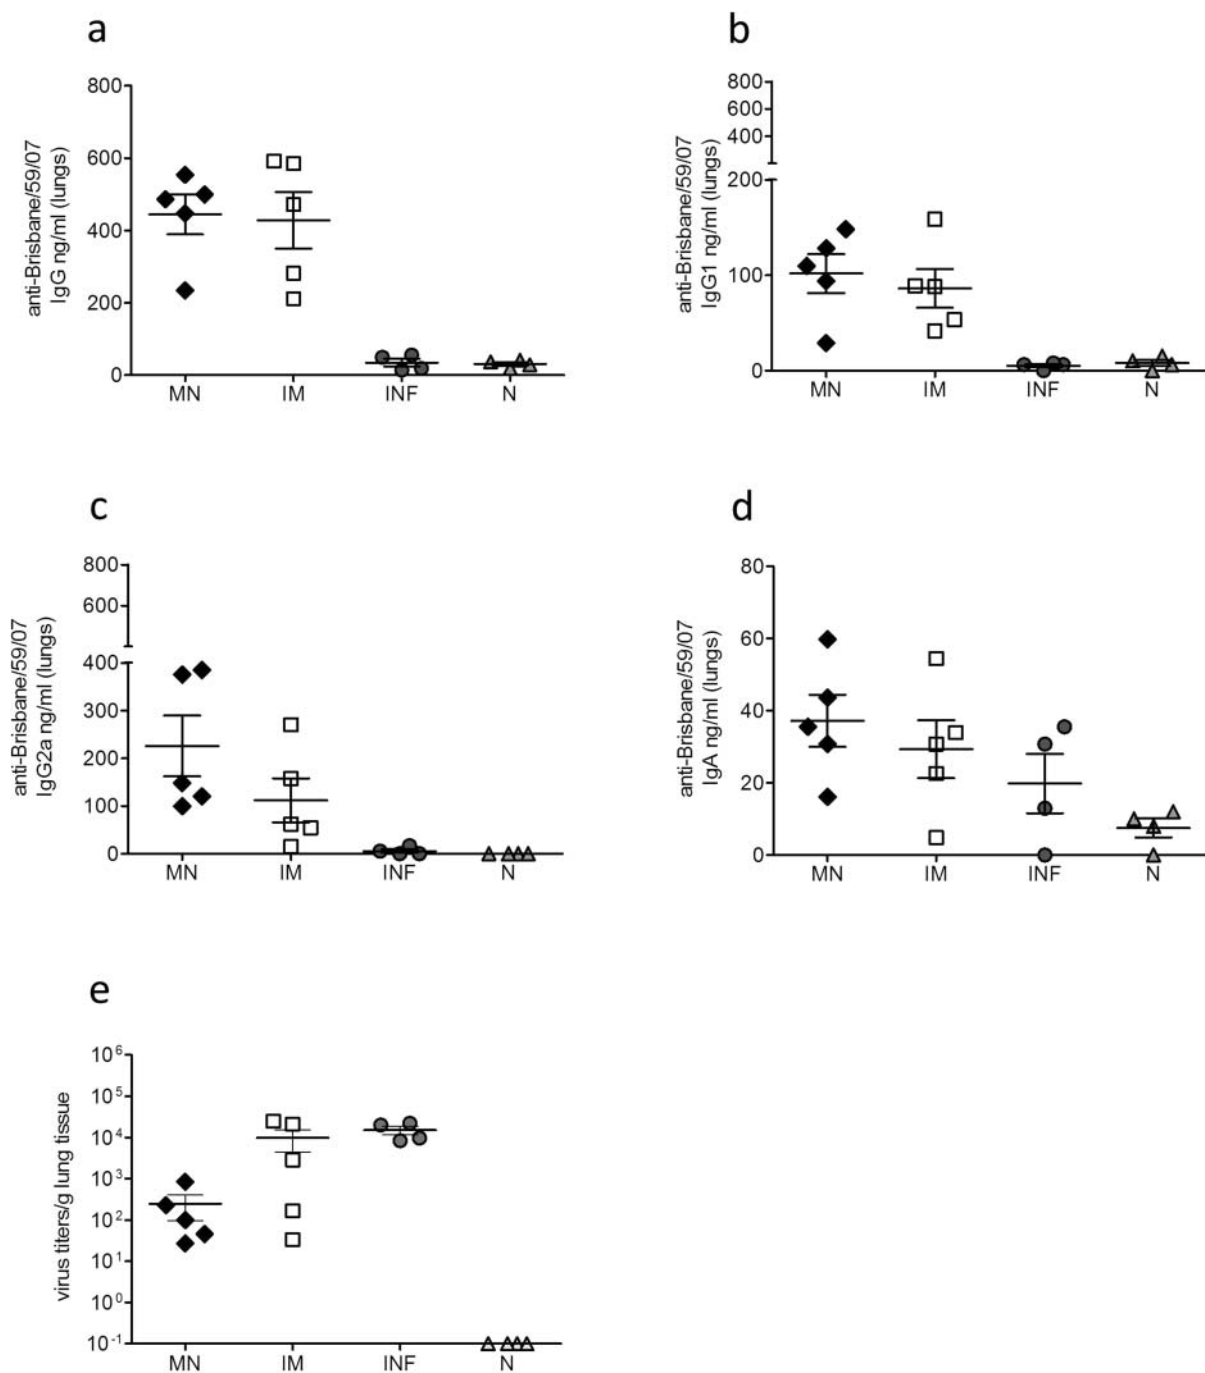 a
800
600
400
200
0
anti-Brisbane/59/07
IgG ng/ml (lungs)
MN IM INF N
b
800
600
400
200
100
0
anti-Brisbane/59/07
IgG1 ng/ml (lungs)
MN IM INF N
c
800
600
400
300
200
100
0
anti-Brisbane/59/07
IgG2a ng/ml (lungs)
MN IM INF N
d
80
60
40
20
0
anti-Brisbane/59/07
IgA ng/ml (lungs)
MN IM INF N
e
10⁶
10⁵
10⁴
10³
10²
10¹
10⁰
10⁻¹
virus titers/g lung tissue
MN IM INF N